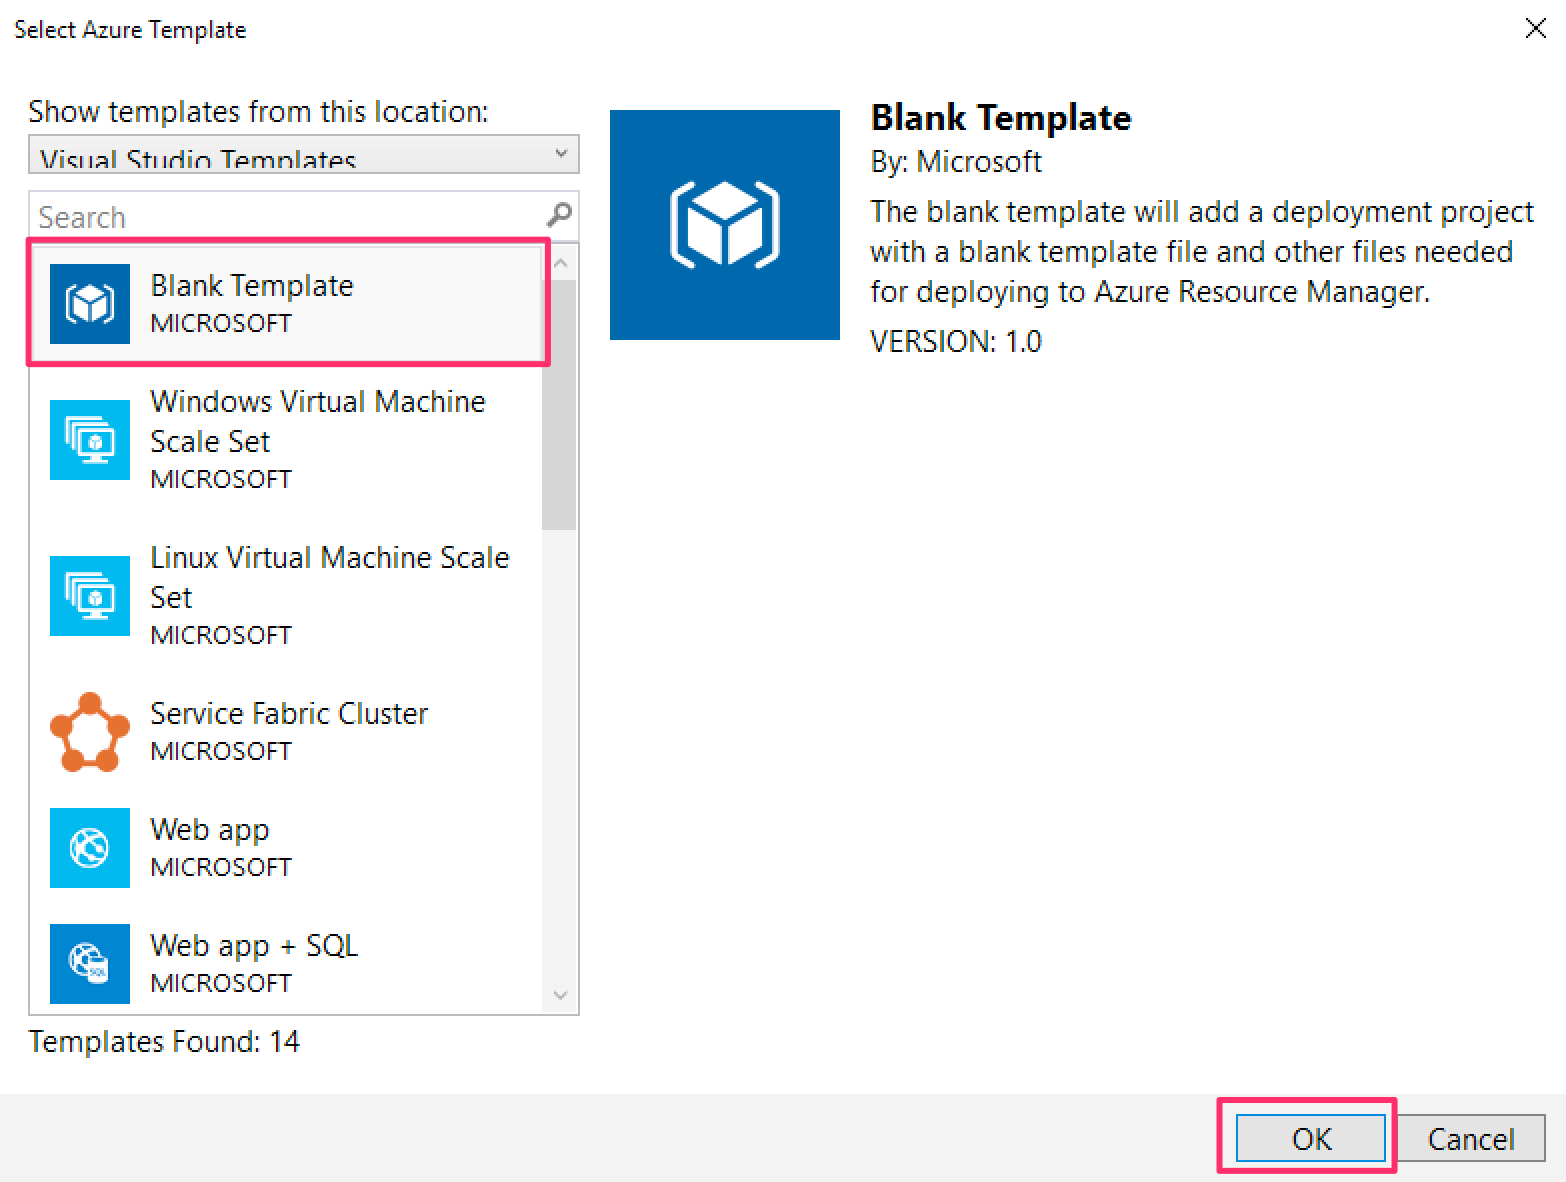 Select Azure Template
Show templates from this location:
Visual Studio Templates
Search
Blank Template
MICROSOFT
Windows Virtual Machine
Scale Set
MICROSOFT
Linux Virtual Machine Scale
Set
MICROSOFT
Service Fabric Cluster
MICROSOFT
Web app
MICROSOFT
SQL
Web app + SQL
MICROSOFT
Templates Found: 14
Blank Template
By: Microsoft
The blank template will add a deployment project
with a blank template file and other files needed
for deploying to Azure Resource Manager.
VERSION: 1.0
OK
Cancel